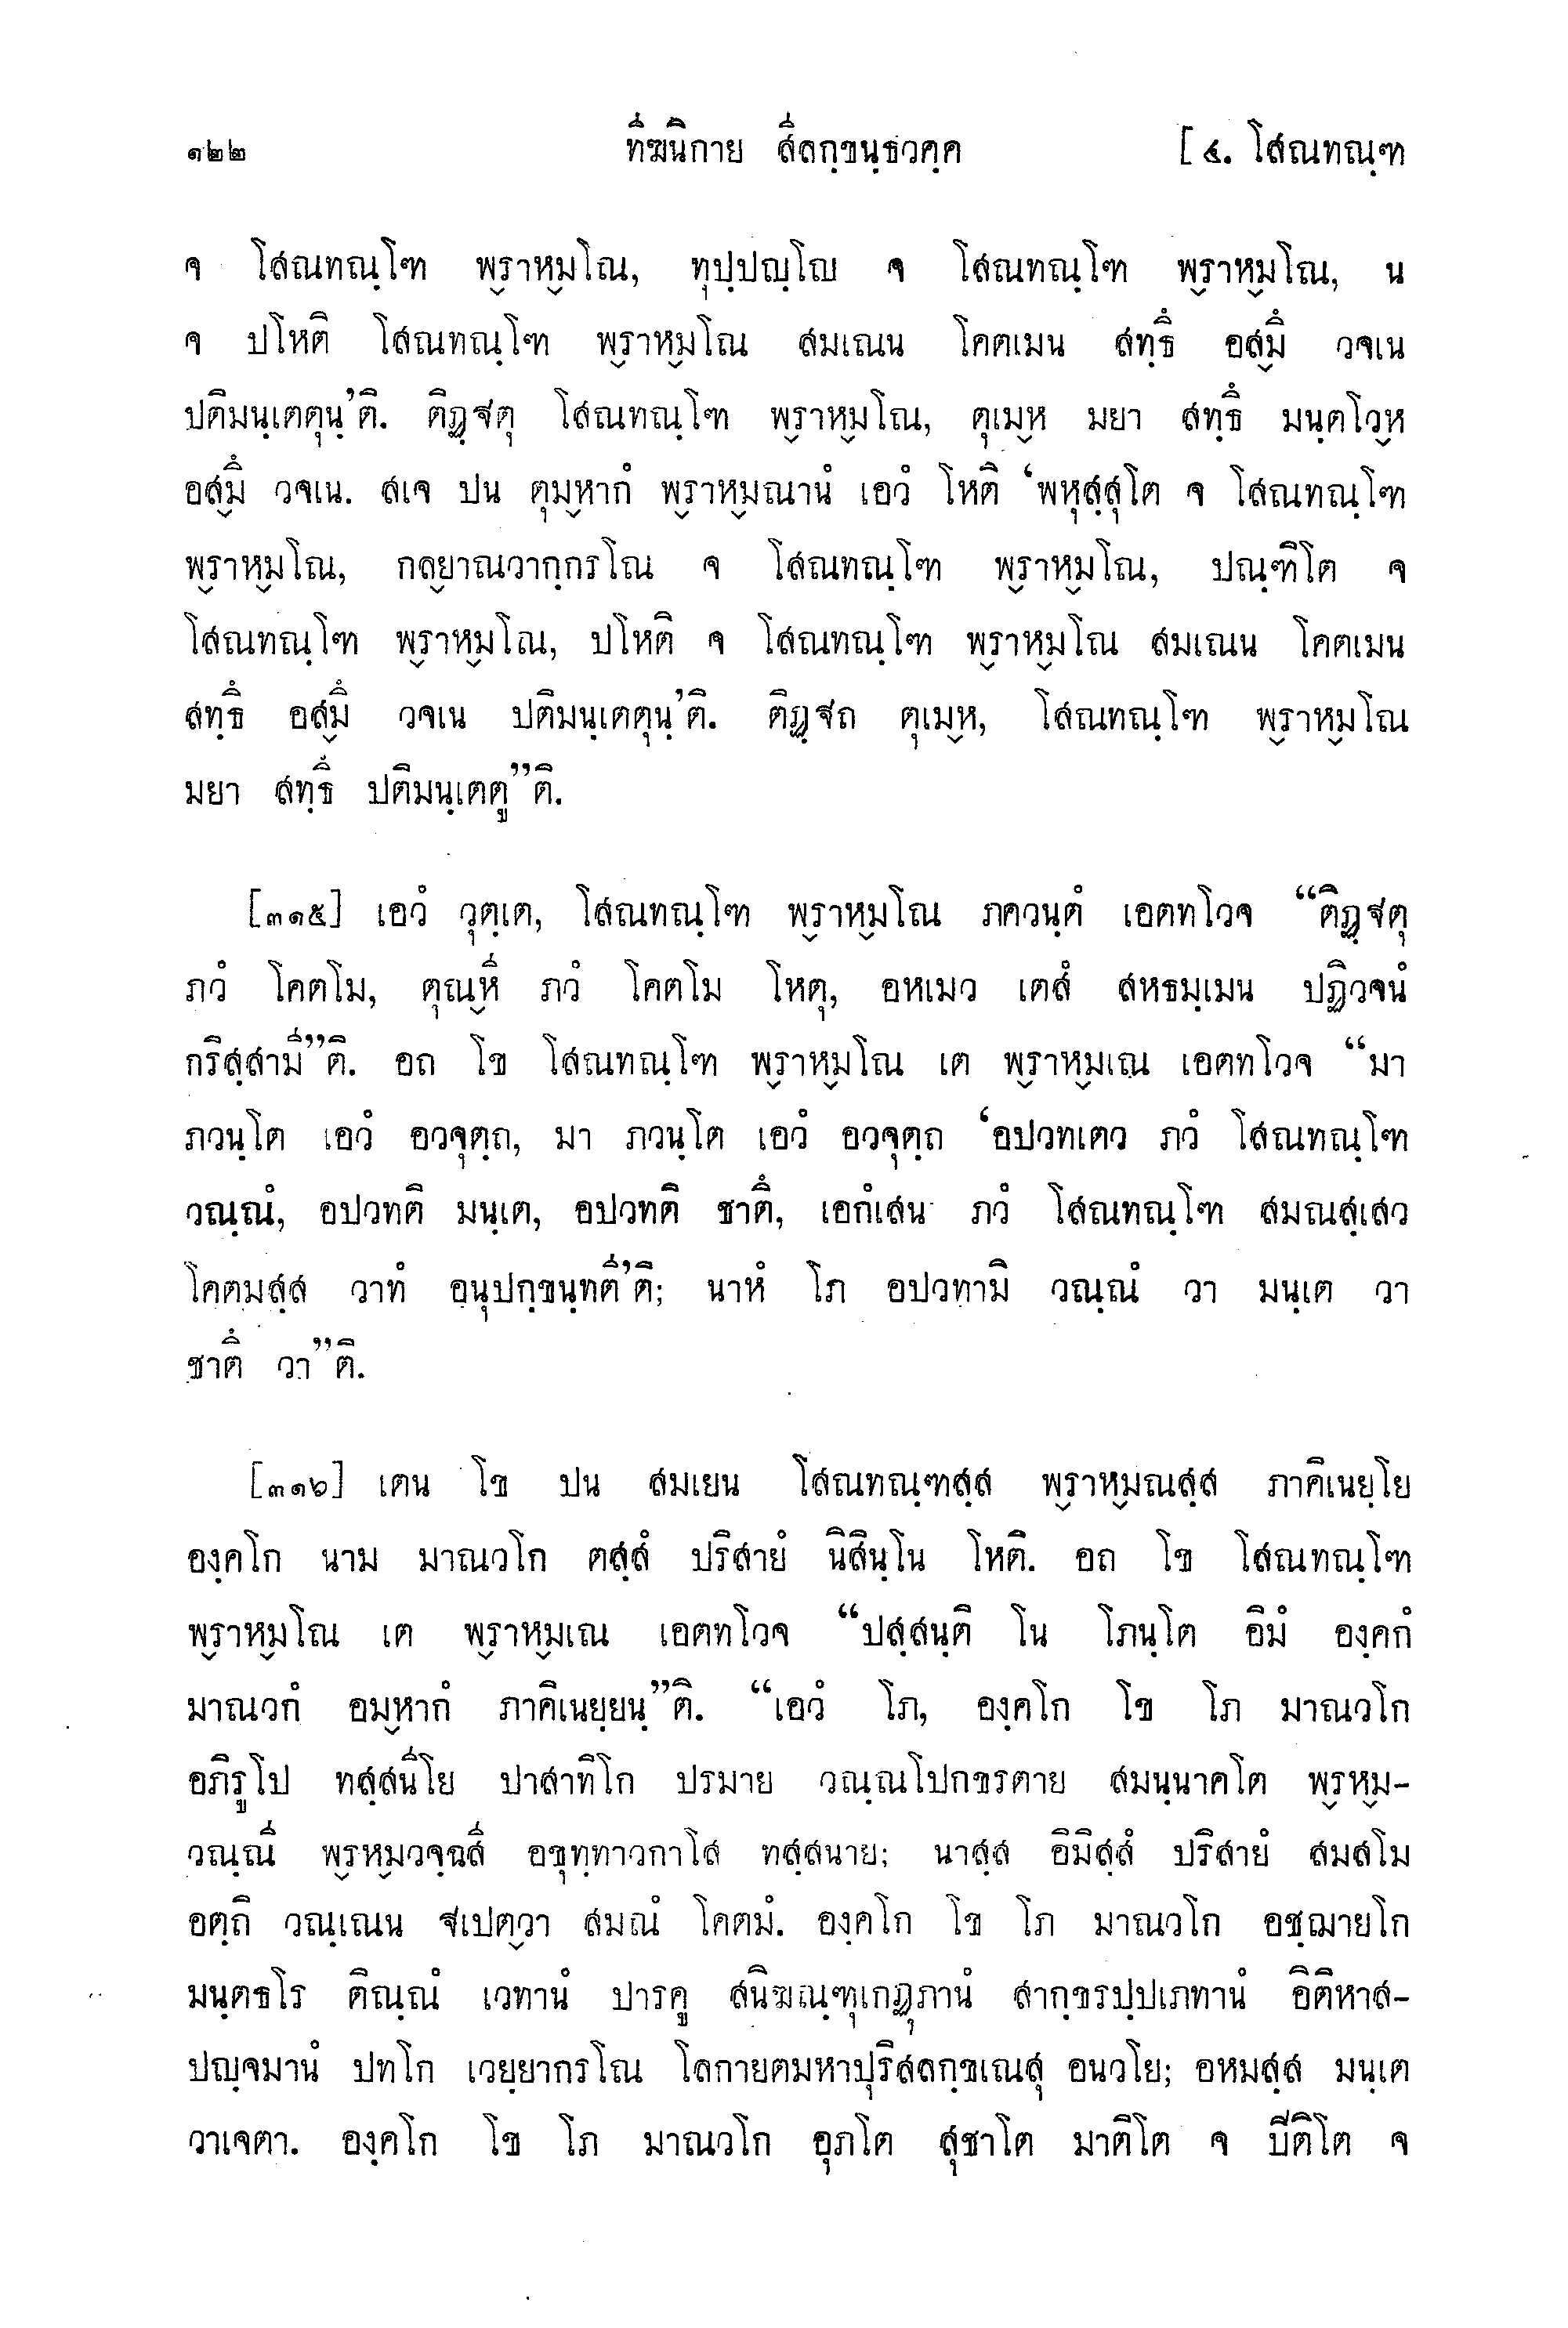 ๑๒๒ ทีฆนิกาย สีลกฺขนฺธวคฺค [ ๔. โสณทณฺฑ
จ โสณทณฺโฑ พ๎ราห๎มโณ, ทุปฺปญฺโญ จ โสณทณฺโฑ พ๎ราห๎มโณ, น
จ ปโหติ โสณทณฺโฑ พ๎ราห๎มโณ สมเณน โคตเมน สทฺธึ อส๎มึ วจเน
ปติมนฺเตตุนฺ’ติ. ติฏฺฐตุ โสณทณฺโฑ พ๎ราห๎มโณ, ตุเม๎ห มยา สทฺธึ มนฺตโว๎ห
อส๎มึ วจเน. สเจ ปน ตุม๎หากํ พ๎ราห๎มณานํ เอวํ โหติ ‘พหุสฺสุโต จ โสณทณฺโฑ
พ๎ราห๎มโณ, กล๎ยาณวากฺกรโณ จ โสณทณฺโฑ พ๎ราห๎มโณ, ปณฺฑิโต จ
โสณทณฺโฑ พ๎ราห๎มโณ, ปโหติ จ โสณทณฺโฑ พ๎ราห๎มโณ สมเณน โคตเมน
สทฺธึ อส๎มึ วจเน ปติมนฺเตตุนฺ’ติ. ติฏฺฐถ ตุเม๎ห, โสณทณฺโฑ พ๎ราห๎มโณ
มยา สทฺธึ ปติมนฺเตตู”ติ.
[๓๑๕] เอวํ วุตฺเต, โสณทณฺโฑ พ๎ราห๎มโณ ภควนฺตํ เอตทโวจ “ติฏฺฐตุ
ภวํ โคตโม, ตุณ๎หี ภวํ โคตโม โหตุ, อหเมว เตสํ สหธมฺเมน ปฏิวจนํ
กริสฺสามี”ติ. อถ โข โสณทณฺโฑ พ๎ราห๎มโณ เต พ๎ราห๎มเณ เอตทโวจ “มา
ภวนฺโต เอวํ อวจุตฺถ, มา ภวนฺโต เอวํ อวจุตฺถ ‘อปวทเตว ภวํ โสณทณฺโฑ
วณฺณํ, อปวทติ มนฺเต, อปวทติ ชาตึ, เอกํเสน ภวํ โสณทณฺโฑ สมณสฺเสว
โคตมสฺส วาทํ อนุปกฺขนฺทตี’ติ; นาหํ โภ อปวทามิ วณฺณํ วา มนฺเต วา
ชาตึ วา”ติ.
[๓๑๖] เตน โข ปน สมเยน โสณทณฺฑสฺส พ๎ราห๎มณสฺส ภาคิเนยฺโย
องฺคโก นาม มาณวโก ตสฺสํ ปริสายํ นิสินฺโน โหติ. อถ โข โสณทณฺโฑ
พ๎ราห๎มโณ เต พ๎ราห๎มเณ เอตทโวจ “ปสฺสนฺติ โน โภนฺโต อิมํ องฺคกํ
มาณวกํ อม๎หากํ ภาคิเนยฺยนฺ”ติ. “เอวํ โภ, องฺคโก โข โภ มาณวโก
อภิรูโป ทสฺสนีโย ปาสาทิโก ปรมาย วณฺณโปกขรตาย สมนฺนาคโต พ๎รห๎ม-
วณฺณี พ๎รห๎มวจฺฉสี อขุทฺทาวกาโส ทสฺสนาย; นาสฺส อิมิสฺสํ ปริสายํ สมสโม
อตฺถิ วณฺเณน ฐเปต๎วา สมณํ โคตมํ. องฺคโก โข โภ มาณวโก อชฺฌายโก
มนฺตธโร ติณฺณํ เวทานํ ปารคู สนิฆณฺฑุเกฏุภานํ สากฺขรปฺปเภทานํ อิติหาส-
ปญฺจมานํ ปทโก เวยฺยากรโณ โลกายตมหาปุริสลกฺขเณสุ อนวโย; อหมสฺส มนฺเต
วาเจตา. องฺคโก โข โภ มาณวโก อุภโต สุชาโต มาติโต จ ปีติโต จ